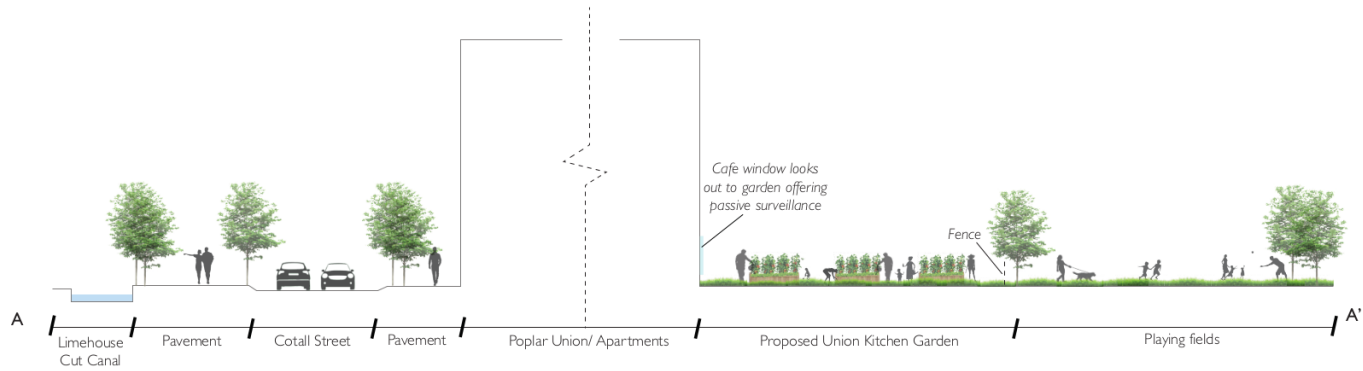 Cafe window looks
out to garden offering
passive surveillance
Fence
A
A'
Limehouse
Cut Canal
Pavement
Cotall Street
Pavement
Poplar Union/ Apartments
Proposed Union Kitchen Garden
Playing fields